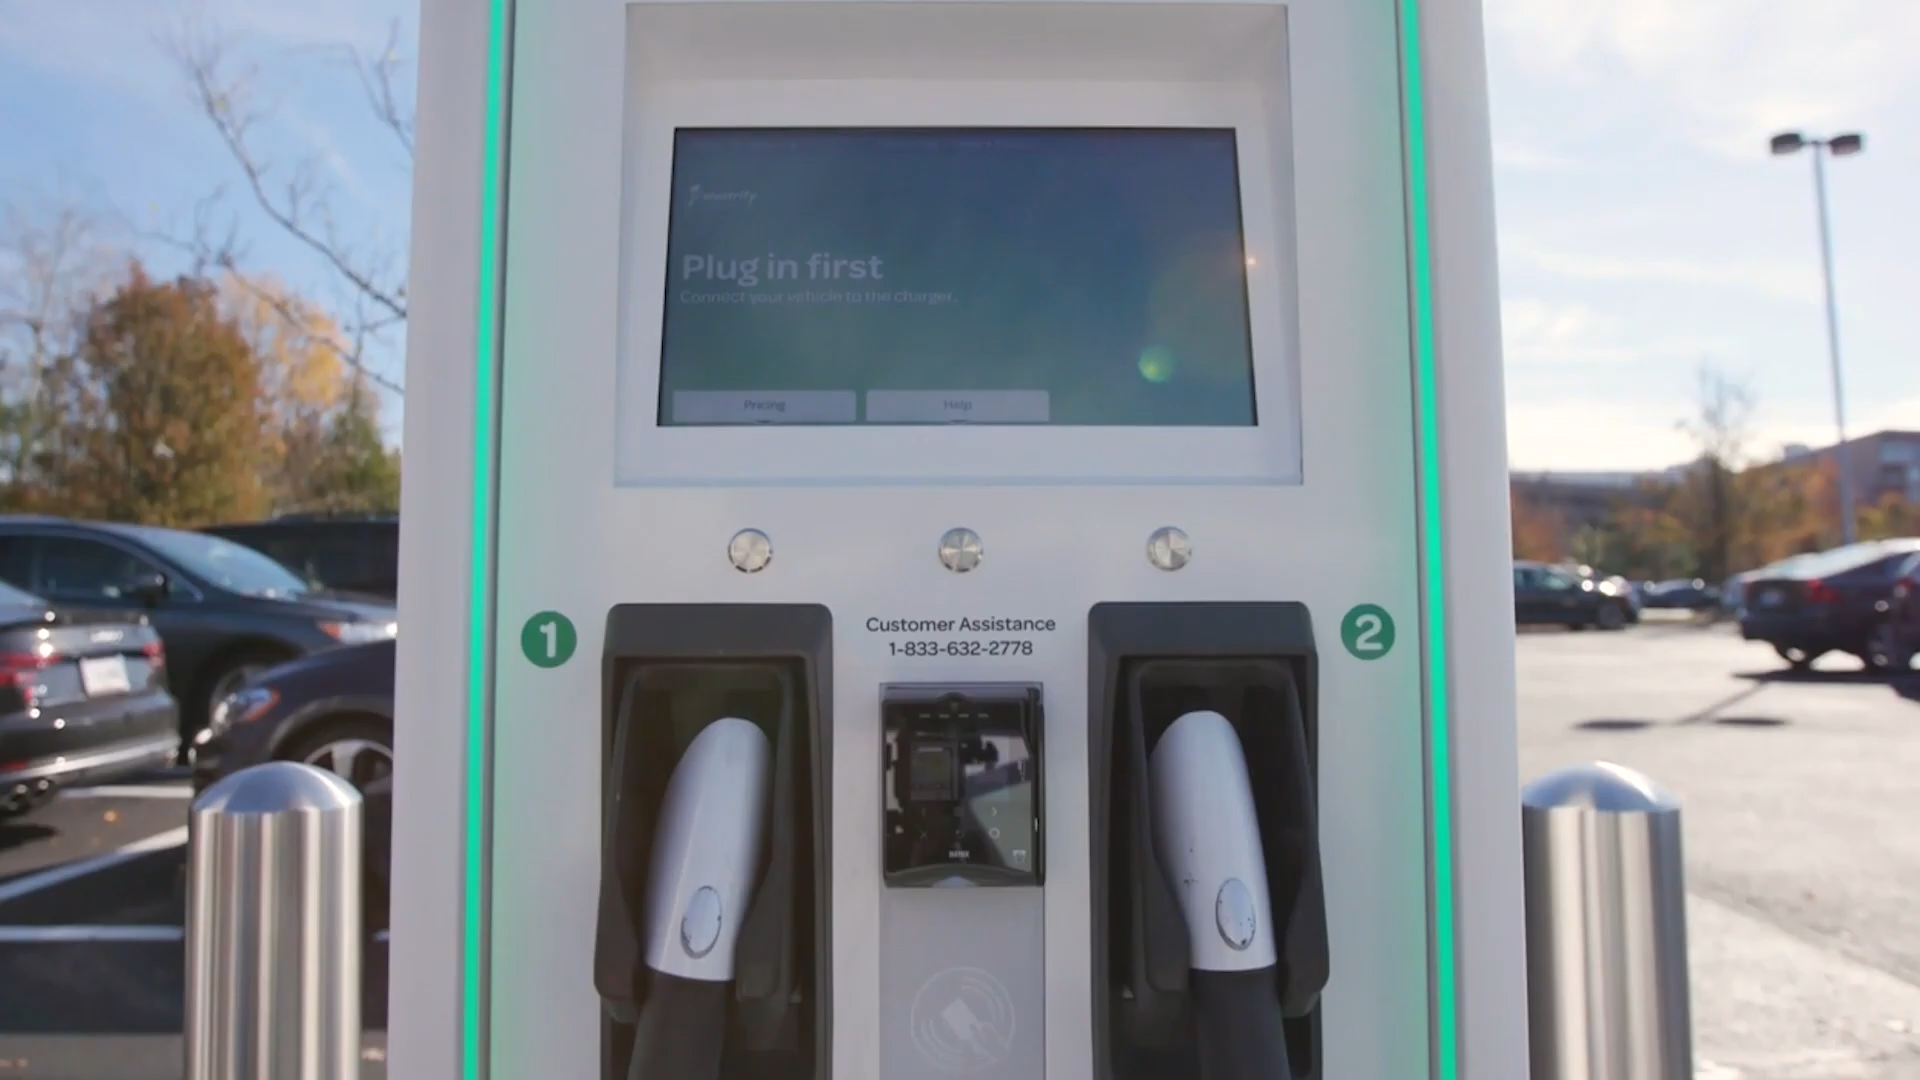 Plug in first
Connect your vehicle to the charger.
Pricing
Help
1
Customer Assistance
1-833-632-2778
2